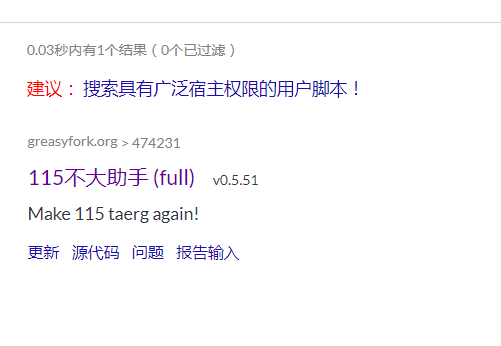 0.03秒内有1个结果（0个已过滤）
建议： 搜索具有广泛宿主权限的用户脚本！
greasyfork.org > 474231
115不大助手 (full) v0.5.51
Make 115 taerg again!
更新 源代码 问题 报告输入